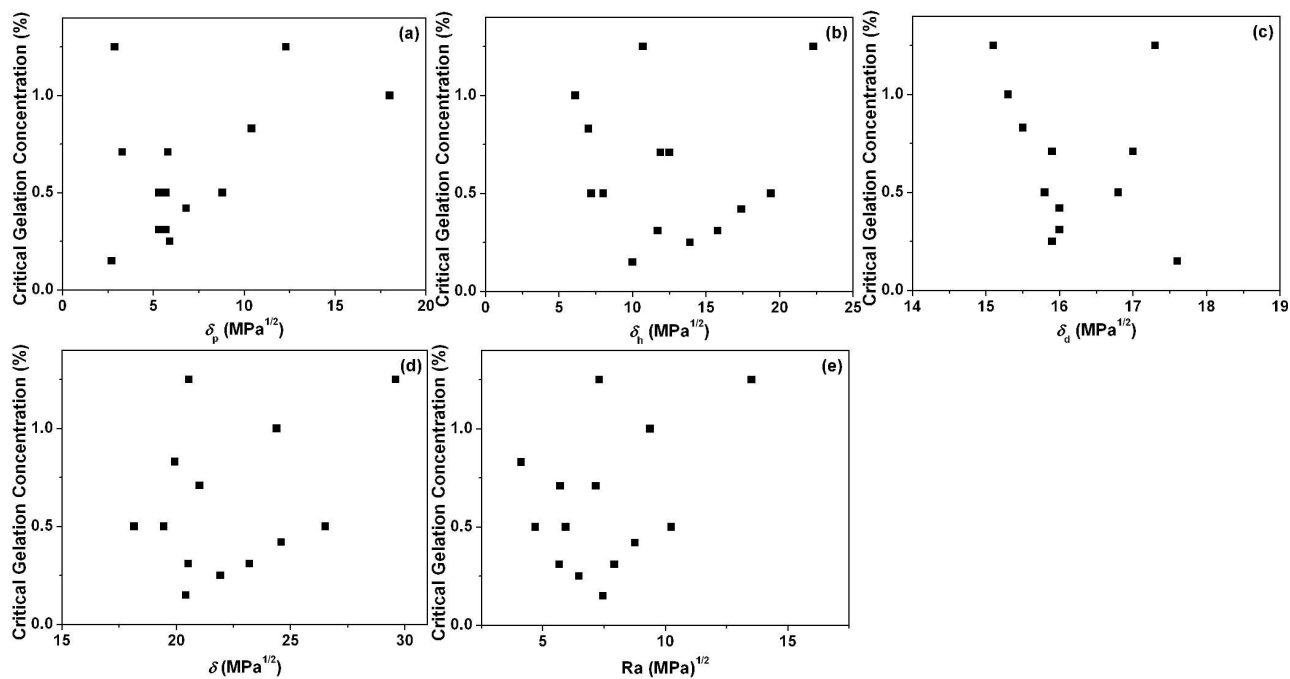 (a)
Critical Gelation Concentration (%)
1.0
0.5
0.0
0 5 10 15 20
δp (MPa1/2)
(b)
Critical Gelation Concentration (%)
1.0
0.5
0.0
0 5 10 15 20 25
δh (MPa1/2)
(c)
Critical Gelation Concentration (%)
1.0
0.5
0.0
14 15 16 17 18 19
δd (MPa1/2)
(d)
Critical Gelation Concentration (%)
1.0
0.5
0.0
15 20 25 30
δ (MPa1/2)
(e)
Critical Gelation Concentration (%)
1.0
0.5
0.0
5 10 15
Ra (MPa)1/2